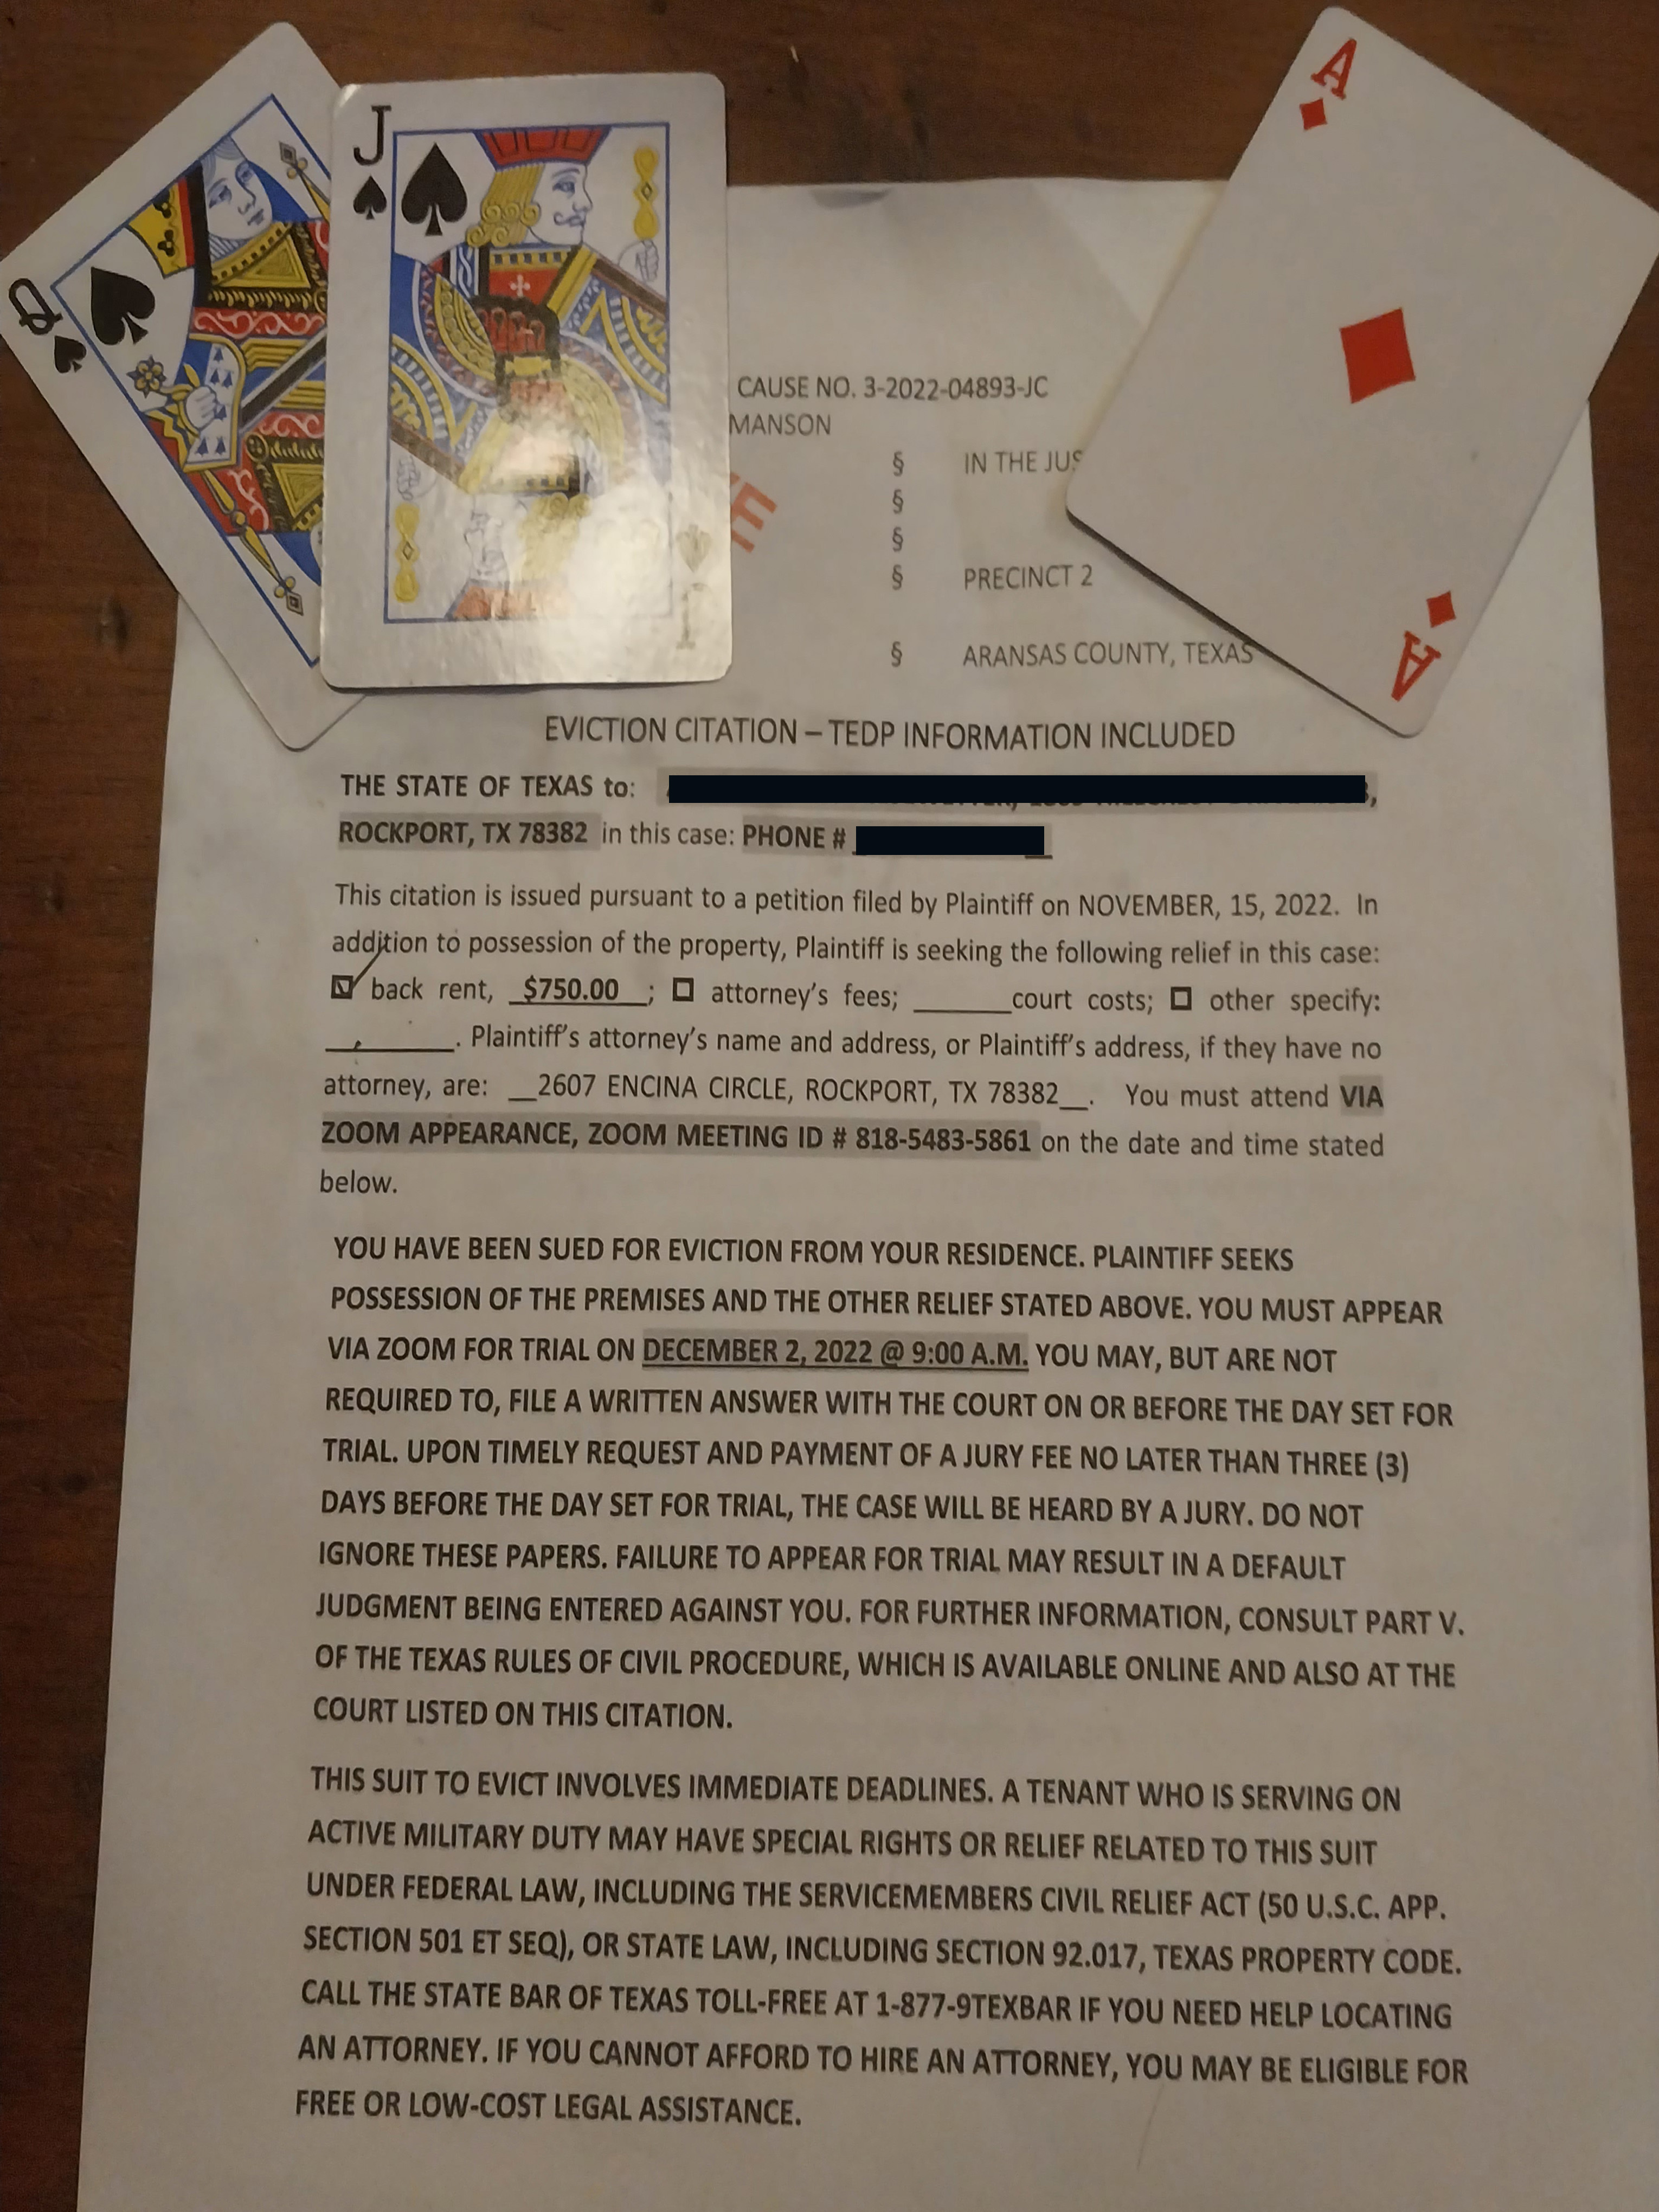 Q
J
A
CAUSE NO. 3-2022-04893-JC
MANSON
§ IN THE JUS
§
§
§ PRECINCT 2
§ ARANSAS COUNTY, TEXAS
A
EVICTION CITATION – TEDP INFORMATION INCLUDED
THE STATE OF TEXAS to:
ROCKPORT, TX 78382 in this case: PHONE #
This citation is issued pursuant to a petition filed by Plaintiff on NOVEMBER, 15, 2022. In
addition to possession of the property, Plaintiff is seeking the following relief in this case:
☑ back rent, $750.00; ☐ attorney's fees; ______court costs; ☐ other specify:
________. Plaintiff's attorney's name and address, or Plaintiff's address, if they have no
attorney, are: __2607 ENCINA CIRCLE, ROCKPORT, TX 78382__. You must attend VIA
ZOOM APPEARANCE, ZOOM MEETING ID # 818-5483-5861 on the date and time stated
below.
YOU HAVE BEEN SUED FOR EVICTION FROM YOUR RESIDENCE. PLAINTIFF SEEKS
POSSESSION OF THE PREMISES AND THE OTHER RELIEF STATED ABOVE. YOU MUST APPEAR
VIA ZOOM FOR TRIAL ON DECEMBER 2, 2022 @ 9:00 A.M. YOU MAY, BUT ARE NOT
REQUIRED TO, FILE A WRITTEN ANSWER WITH THE COURT ON OR BEFORE THE DAY SET FOR
TRIAL. UPON TIMELY REQUEST AND PAYMENT OF A JURY FEE NO LATER THAN THREE (3)
DAYS BEFORE THE DAY SET FOR TRIAL, THE CASE WILL BE HEARD BY A JURY. DO NOT
IGNORE THESE PAPERS. FAILURE TO APPEAR FOR TRIAL MAY RESULT IN A DEFAULT
JUDGMENT BEING ENTERED AGAINST YOU. FOR FURTHER INFORMATION, CONSULT PART V.
OF THE TEXAS RULES OF CIVIL PROCEDURE, WHICH IS AVAILABLE ONLINE AND ALSO AT THE
COURT LISTED ON THIS CITATION.
THIS SUIT TO EVICT INVOLVES IMMEDIATE DEADLINES. A TENANT WHO IS SERVING ON
ACTIVE MILITARY DUTY MAY HAVE SPECIAL RIGHTS OR RELIEF RELATED TO THIS SUIT
UNDER FEDERAL LAW, INCLUDING THE SERVICEMEMBERS CIVIL RELIEF ACT (50 U.S.C. APP.
SECTION 501 ET SEQ), OR STATE LAW, INCLUDING SECTION 92.017, TEXAS PROPERTY CODE.
CALL THE STATE BAR OF TEXAS TOLL-FREE AT 1-877-9TEXBAR IF YOU NEED HELP LOCATING
AN ATTORNEY. IF YOU CANNOT AFFORD TO HIRE AN ATTORNEY, YOU MAY BE ELIGIBLE FOR
FREE OR LOW-COST LEGAL ASSISTANCE.